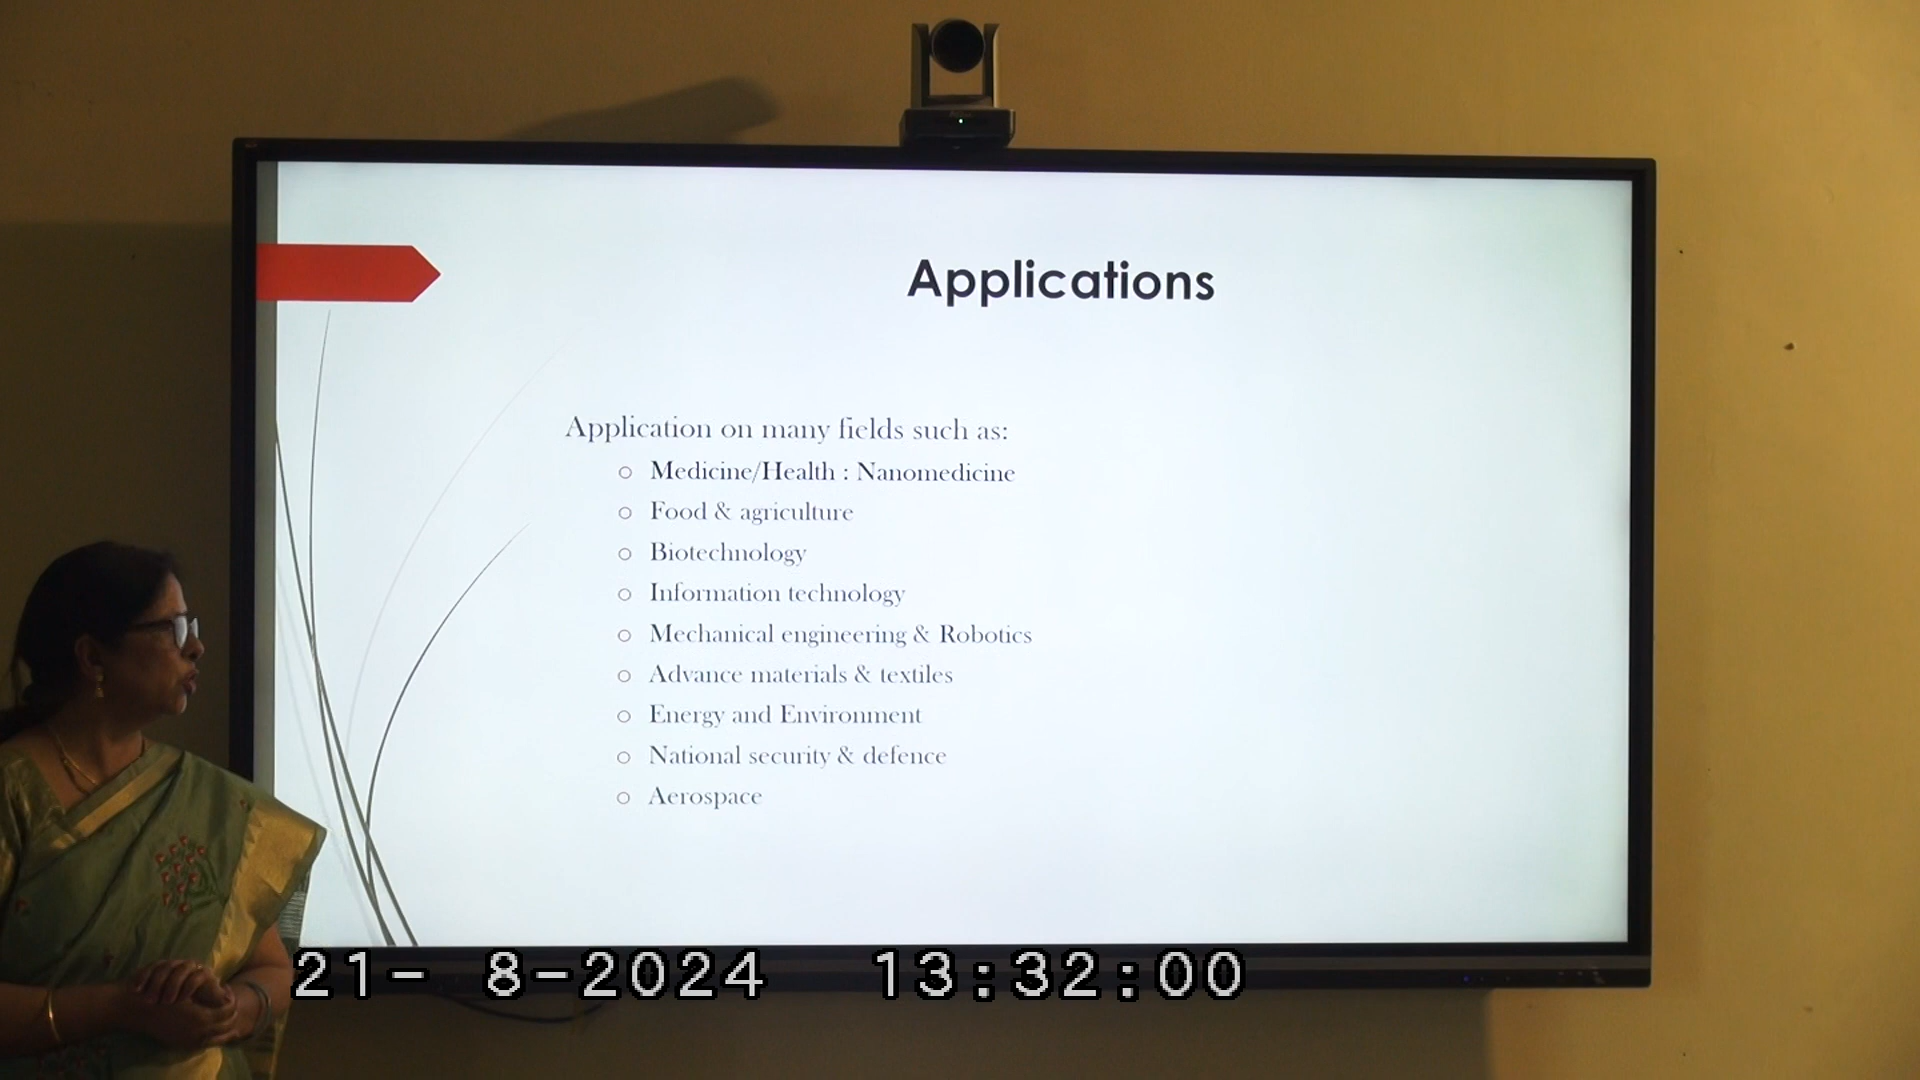 Applications
Application on many fields such as:
○ Medicine/Health : Nanomedicine
○ Food & agriculture
○ Biotechnology
○ Information technology
○ Mechanical engineering & Robotics
○ Advance materials & textiles
○ Energy and Environment
○ National security & defence
○ Aerospace
21- 8-2024 13:32:00